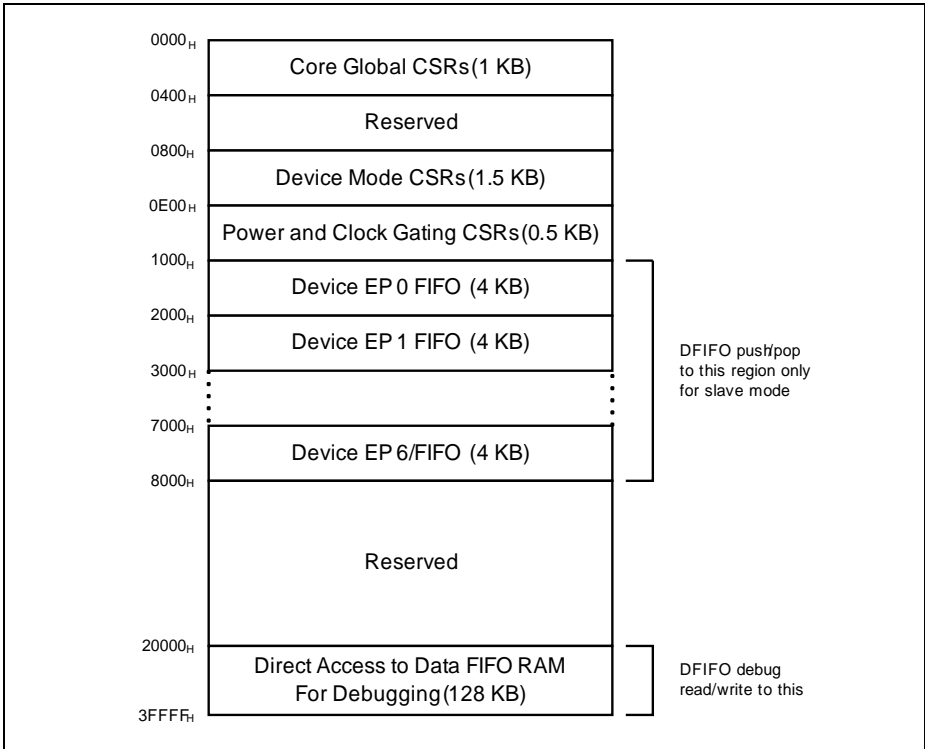 0000H
Core Global CSRs (1 KB)
0400H
Reserved
0800H
Device Mode CSRs (1.5 KB)
0E00H
Power and Clock Gating CSRs (0.5 KB)
1000H
Device EP 0 FIFO (4 KB)
2000H
Device EP 1 FIFO (4 KB)
3000H
DFIFO push/pop
to this region only
for slave mode
7000H
Device EP 6/FIFO (4 KB)
8000H
Reserved
20000H
Direct Access to Data FIFO RAM
For Debugging (128 KB)
DFIFO debug
read/write to this
3FFFFH